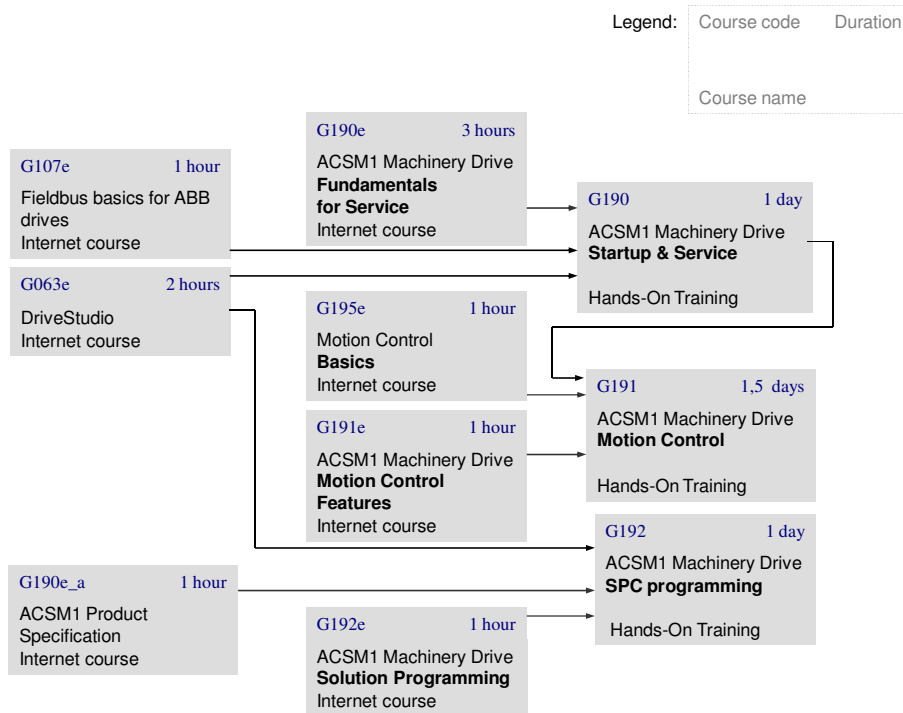 Legend:
Course code Duration
Course name
G190e 3 hours
ACSM1 Machinery Drive
Fundamentals
for Service
Internet course
G107e 1 hour
Fieldbus basics for ABB
drives
Internet course
G190 1 day
ACSM1 Machinery Drive
Startup & Service
Hands-On Training
G063e 2 hours
DriveStudio
Internet course
G195e 1 hour
Motion Control
Basics
Internet course
G191 1,5 days
ACSM1 Machinery Drive
Motion Control
Hands-On Training
G191e 1 hour
ACSM1 Machinery Drive
Motion Control
Features
Internet course
G192 1 day
ACSM1 Machinery Drive
SPC programming
Hands-On Training
G190e_a 1 hour
ACSM1 Product
Specification
Internet course
G192e 1 hour
ACSM1 Machinery Drive
Solution Programming
Internet course